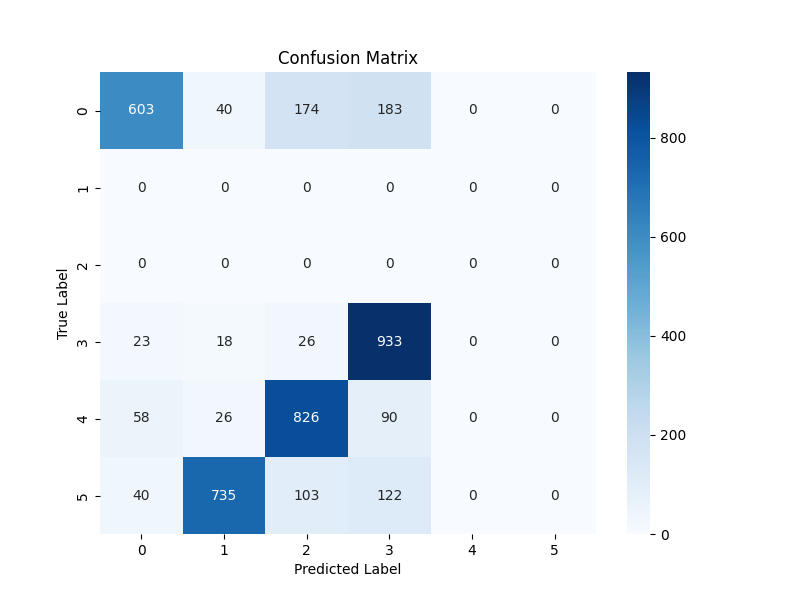 Confusion Matrix
True Label
0 603 40 174 183 0 0
1 0 0 0 0 0 0
2 0 0 0 0 0 0
3 23 18 26 933 0 0
4 58 26 826 90 0 0
5 40 735 103 122 0 0
0 1 2 3 4 5
Predicted Label
800
600
400
200
0